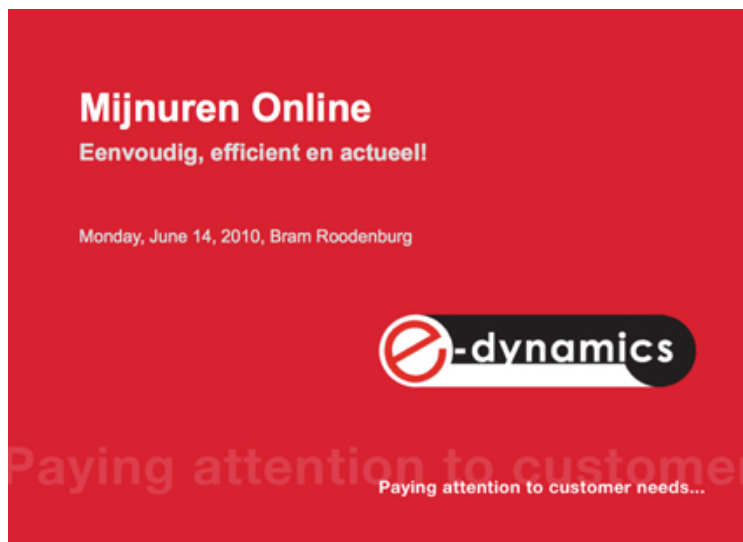 Mijnuren Online
Eenvoudig, efficient en actueel!
Monday, June 14, 2010, Bram Roodenburg
e-dynamics
Paying attention to customer
Paying attention to customer needs...